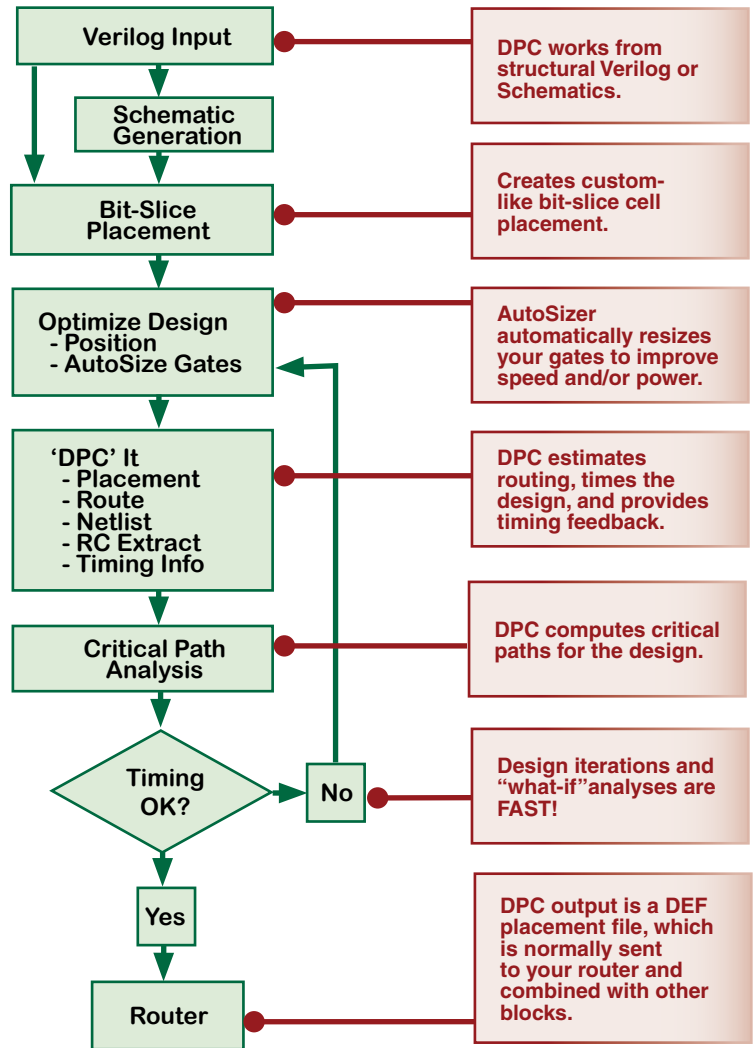 Verilog Input
DPC works from
structural Verilog or
Schematics.
Schematic
Generation
Bit-Slice
Placement
Creates custom-
like bit-slice cell
placement.
Optimize Design
- Position
- AutoSize Gates
AutoSizer
automatically resizes
your gates to improve
speed and/or power.
‘DPC’ It
- Placement
- Route
- Netlist
- RC Extract
- Timing Info
DPC estimates
routing, times the
design, and provides
timing feedback.
Critical Path
Analysis
DPC computes critical
paths for the design.
Timing
OK?
No
Design iterations and
“what-if”analyses are
FAST!
Yes
Router
DPC output is a DEF
placement file, which
is normally sent
to your router and
combined with other
blocks.